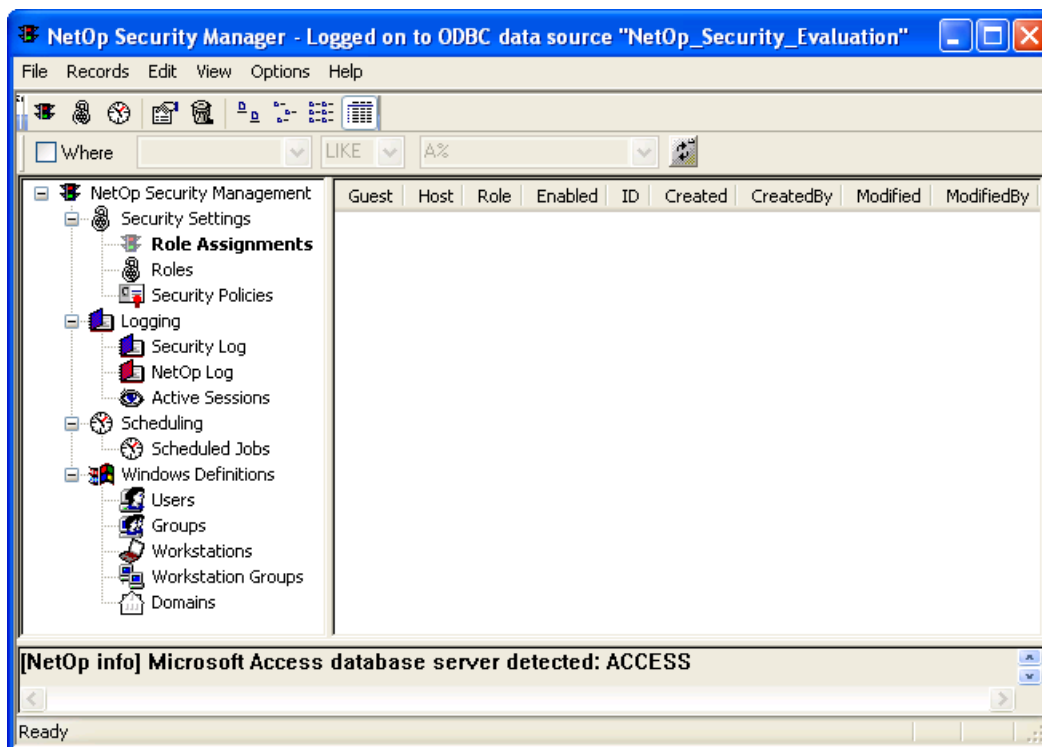 NetOp Security Manager - Logged on to ODBC data source "NetOp_Security_Evaluation"
File Records Edit View Options Help
Where LIKE A%
NetOp Security Management
Security Settings
Role Assignments
Roles
Security Policies
Logging
Security Log
NetOp Log
Active Sessions
Scheduling
Scheduled Jobs
Windows Definitions
Users
Groups
Workstations
Workstation Groups
Domains
Guest Host Role Enabled ID Created CreatedBy Modified ModifiedBy
[NetOp info] Microsoft Access database server detected: ACCESS
Ready